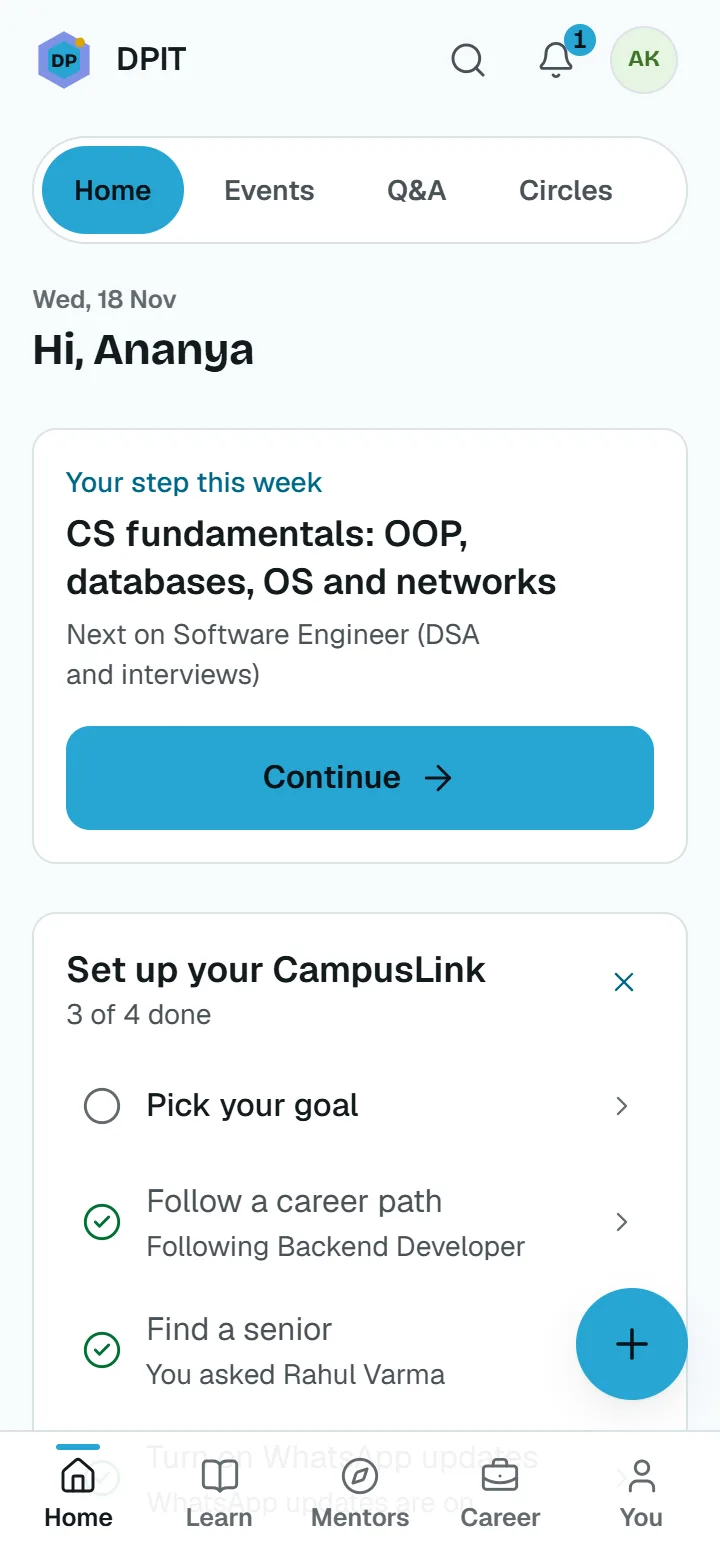 DP
DPIT
1
AK
Home
Events
Q&A
Circles
Wed, 18 Nov
Hi, Ananya
Your step this week
CS fundamentals: OOP,
databases, OS and networks
Next on Software Engineer (DSA
and interviews)
Continue
Set up your CampusLink
3 of 4 done
Pick your goal
Follow a career path
Following Backend Developer
Find a senior
You asked Rahul Varma
Turn on WhatsApp updates
WhatsApp updates are on
Home
Learn
Mentors
Career
You